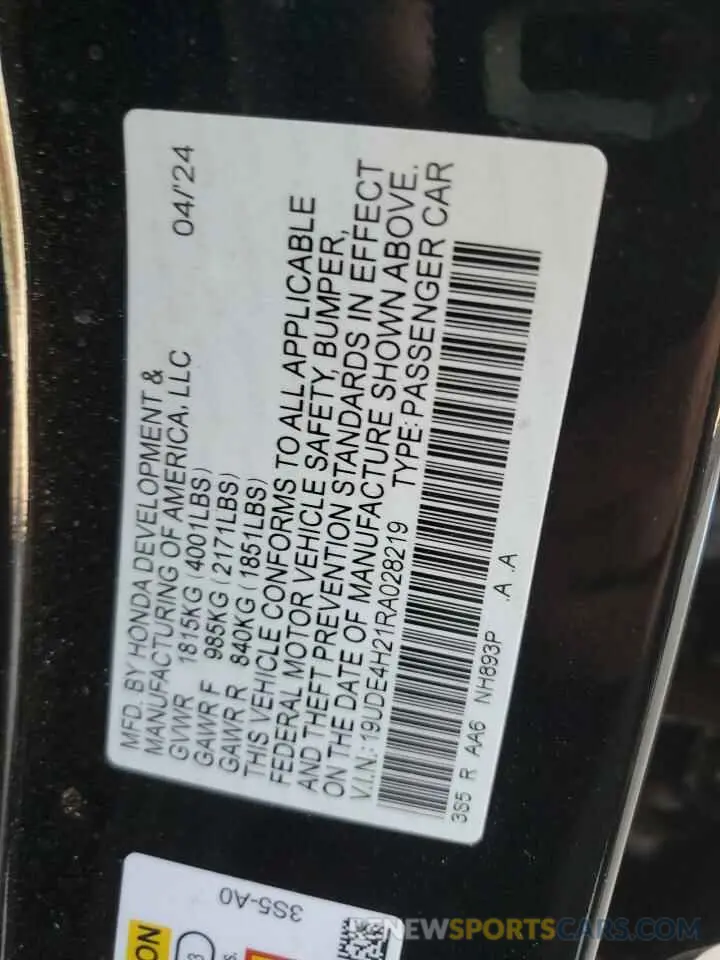 MFD. BY HONDA DEVELOPMENT &
MANUFACTURING OF AMERICA, LLC 04/'24
GVWR 1815KG (4001LBS)
GAWR F 985KG (2171LBS)
GAWR R 840KG (1851LBS)
THIS VEHICLE CONFORMS TO ALL APPLICABLE
FEDERAL MOTOR VEHICLE SAFETY, BUMPER,
AND THEFT PREVENTION STANDARDS IN EFFECT
ON THE DATE OF MANUFACTURE SHOWN ABOVE.
V.I.N.: 19UDE4H21RA028219 TYPE: PASSENGER CAR
3S5 R AA6 NH893P .A .A
3S5-A0
NEWSPORTSCARS.COM